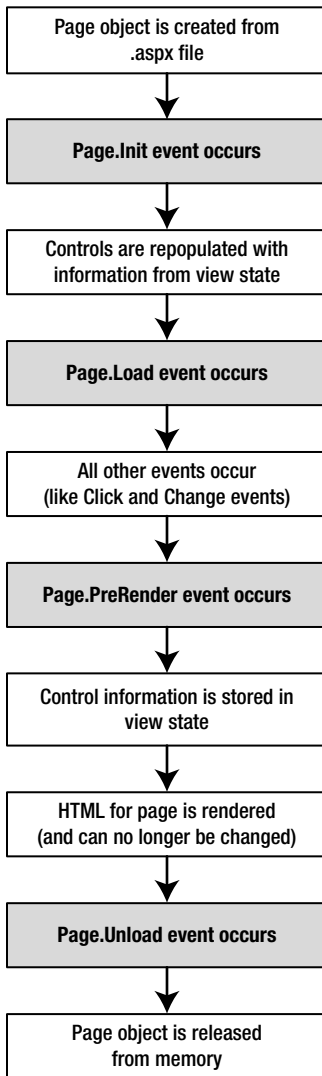 Page object is created from
.aspx file
Page.Init event occurs
Controls are repopulated with
information from view state
Page.Load event occurs
All other events occur
(like Click and Change events)
Page.PreRender event occurs
Control information is stored in
view state
HTML for page is rendered
(and can no longer be changed)
Page.Unload event occurs
Page object is released
from memory